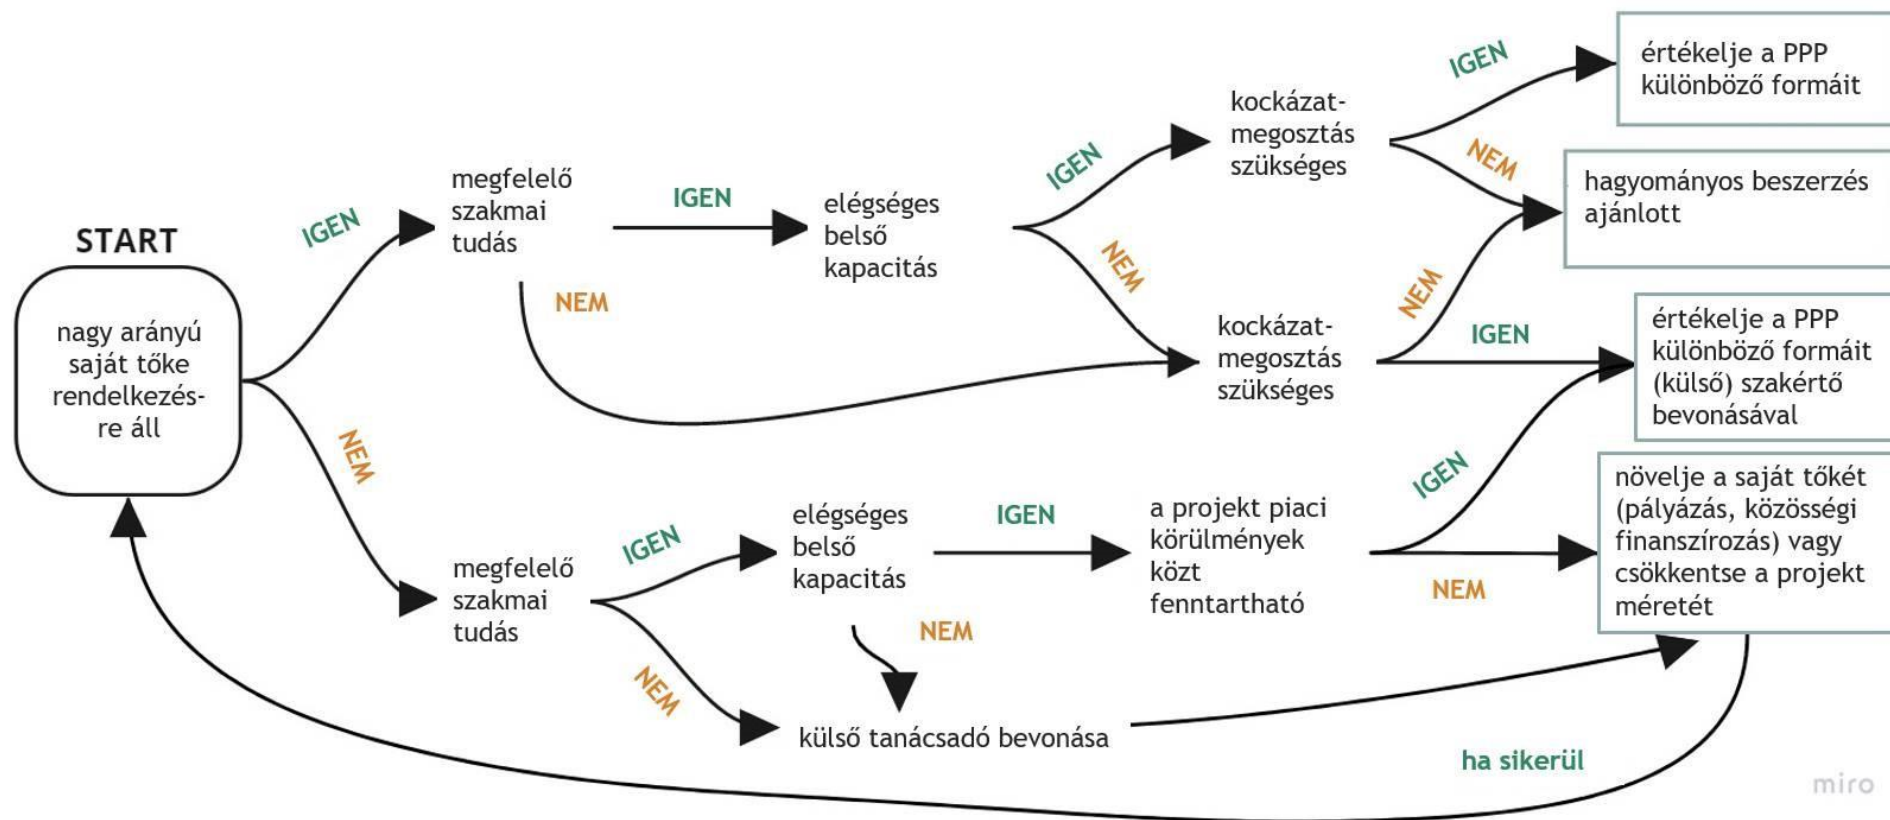 START
nagy arányú
saját tőke
rendelkezés-
re áll
IGEN
NEM
megfelelő
szakmai
tudás
IGEN
NEM
elégséges
belső
kapacitás
IGEN
NEM
kockázat-
megosztás
szükséges
IGEN
NEM
kockázat-
megosztás
szükséges
NEM
IGEN
értékelje a PPP
különböző formáit
hagyományos beszerzés
ajánlott
értékelje a PPP
különböző formáit
(külső) szakértő
bevonásával
megfelelő
szakmai
tudás
IGEN
NEM
elégséges
belső
kapacitás
IGEN
NEM
a projekt piaci
körülmények
közt
fenntartható
IGEN
NEM
növelje a saját tőkét
(pályázás, közösségi
finanszírozás) vagy
csökkentse a projekt
méretét
külső tanácsadó bevonása
ha sikerül
miro